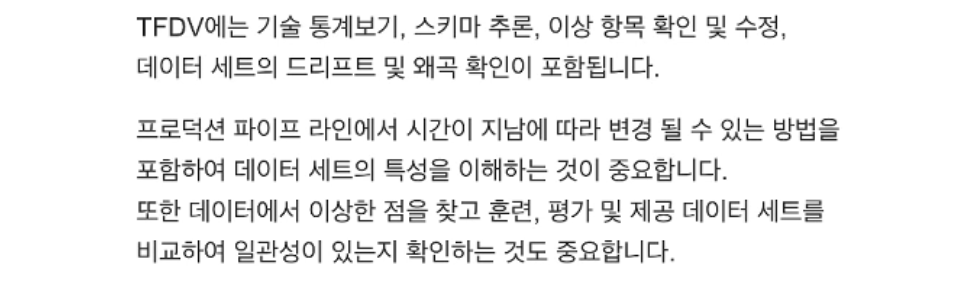 TFDV에는 기술 통계보기, 스키마 추론, 이상 항목 확인 및 수정,
데이터 세트의 드리프트 및 왜곡 확인이 포함됩니다.
프로덕션 파이프 라인에서 시간이 지남에 따라 변경 될 수 있는 방법을
포함하여 데이터 세트의 특성을 이해하는 것이 중요합니다.
또한 데이터에서 이상한 점을 찾고 훈련, 평가 및 제공 데이터 세트를
비교하여 일관성이 있는지 확인하는 것도 중요합니다.